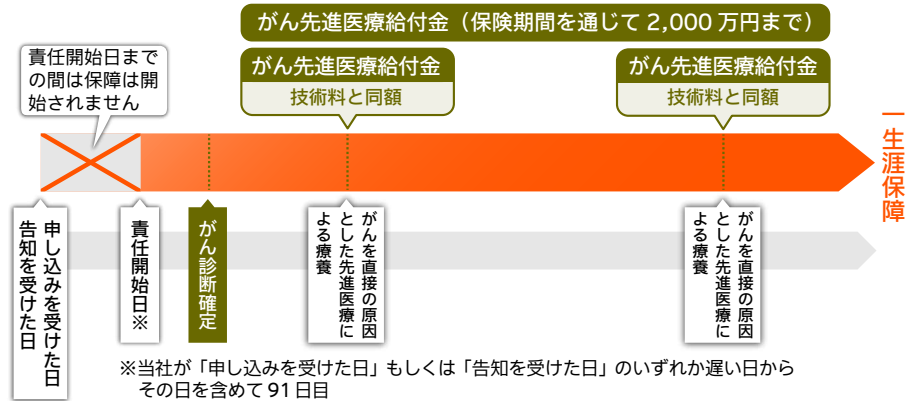 がん先進医療給付金（保険期間を通じて 2,000 万円まで）
責任開始日まで
の間は保障は開
始されません
がん先進医療給付金
技術料と同額
がん先進医療給付金
技術料と同額
一生涯保障
申し込みを受けた日
告知を受けた日
責任開始日※
がん診断確定
がんを直接の原因
とした先進医療に
よる療養
がんを直接の原因
とした先進医療に
よる療養
※当社が「申し込みを受けた日」もしくは「告知を受けた日」のいずれか遅い日から
その日を含めて 91 日目